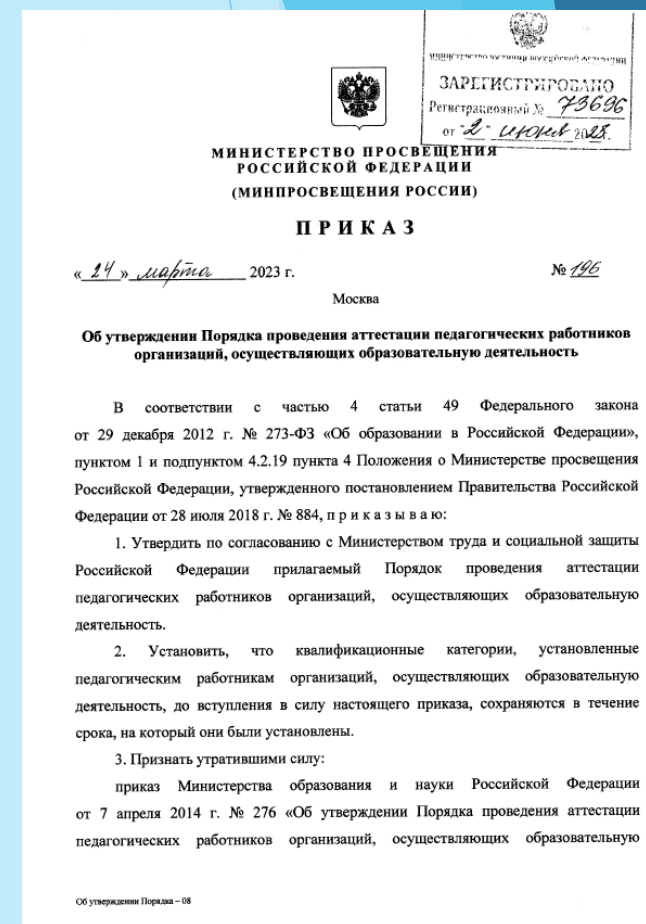 МИНИСТЕРСТВО ЮСТИЦИИ РОССИЙСКОЙ ФЕДЕРАЦИИ
ЗАРЕГИСТРИРОВАНО
Регистрационный № 73696
от "2" июня 2023.
МИНИСТЕРСТВО ПРОСВЕЩЕНИЯ
РОССИЙСКОЙ ФЕДЕРАЦИИ
(МИНПРОСВЕЩЕНИЯ РОССИИ)
ПРИКАЗ
« 24 » марта 2023 г. № 196
Москва
Об утверждении Порядка проведения аттестации педагогических работников
организаций, осуществляющих образовательную деятельность
В соответствии с частью 4 статьи 49 Федерального закона
от 29 декабря 2012 г. № 273-ФЗ «Об образовании в Российской Федерации»,
пунктом 1 и подпунктом 4.2.19 пункта 4 Положения о Министерстве просвещения
Российской Федерации, утвержденного постановлением Правительства Российской
Федерации от 28 июля 2018 г. № 884, п р и к а з ы в а ю:
1. Утвердить по согласованию с Министерством труда и социальной защиты
Российской Федерации прилагаемый Порядок проведения аттестации
педагогических работников организаций, осуществляющих образовательную
деятельность.
2. Установить, что квалификационные категории, установленные
педагогическим работникам организаций, осуществляющих образовательную
деятельность, до вступления в силу настоящего приказа, сохраняются в течение
срока, на который они были установлены.
3. Признать утратившими силу:
приказ Министерства образования и науки Российской Федерации
от 7 апреля 2014 г. № 276 «Об утверждении Порядка проведения аттестации
педагогических работников организаций, осуществляющих образовательную
Об утверждении Порядка – 08